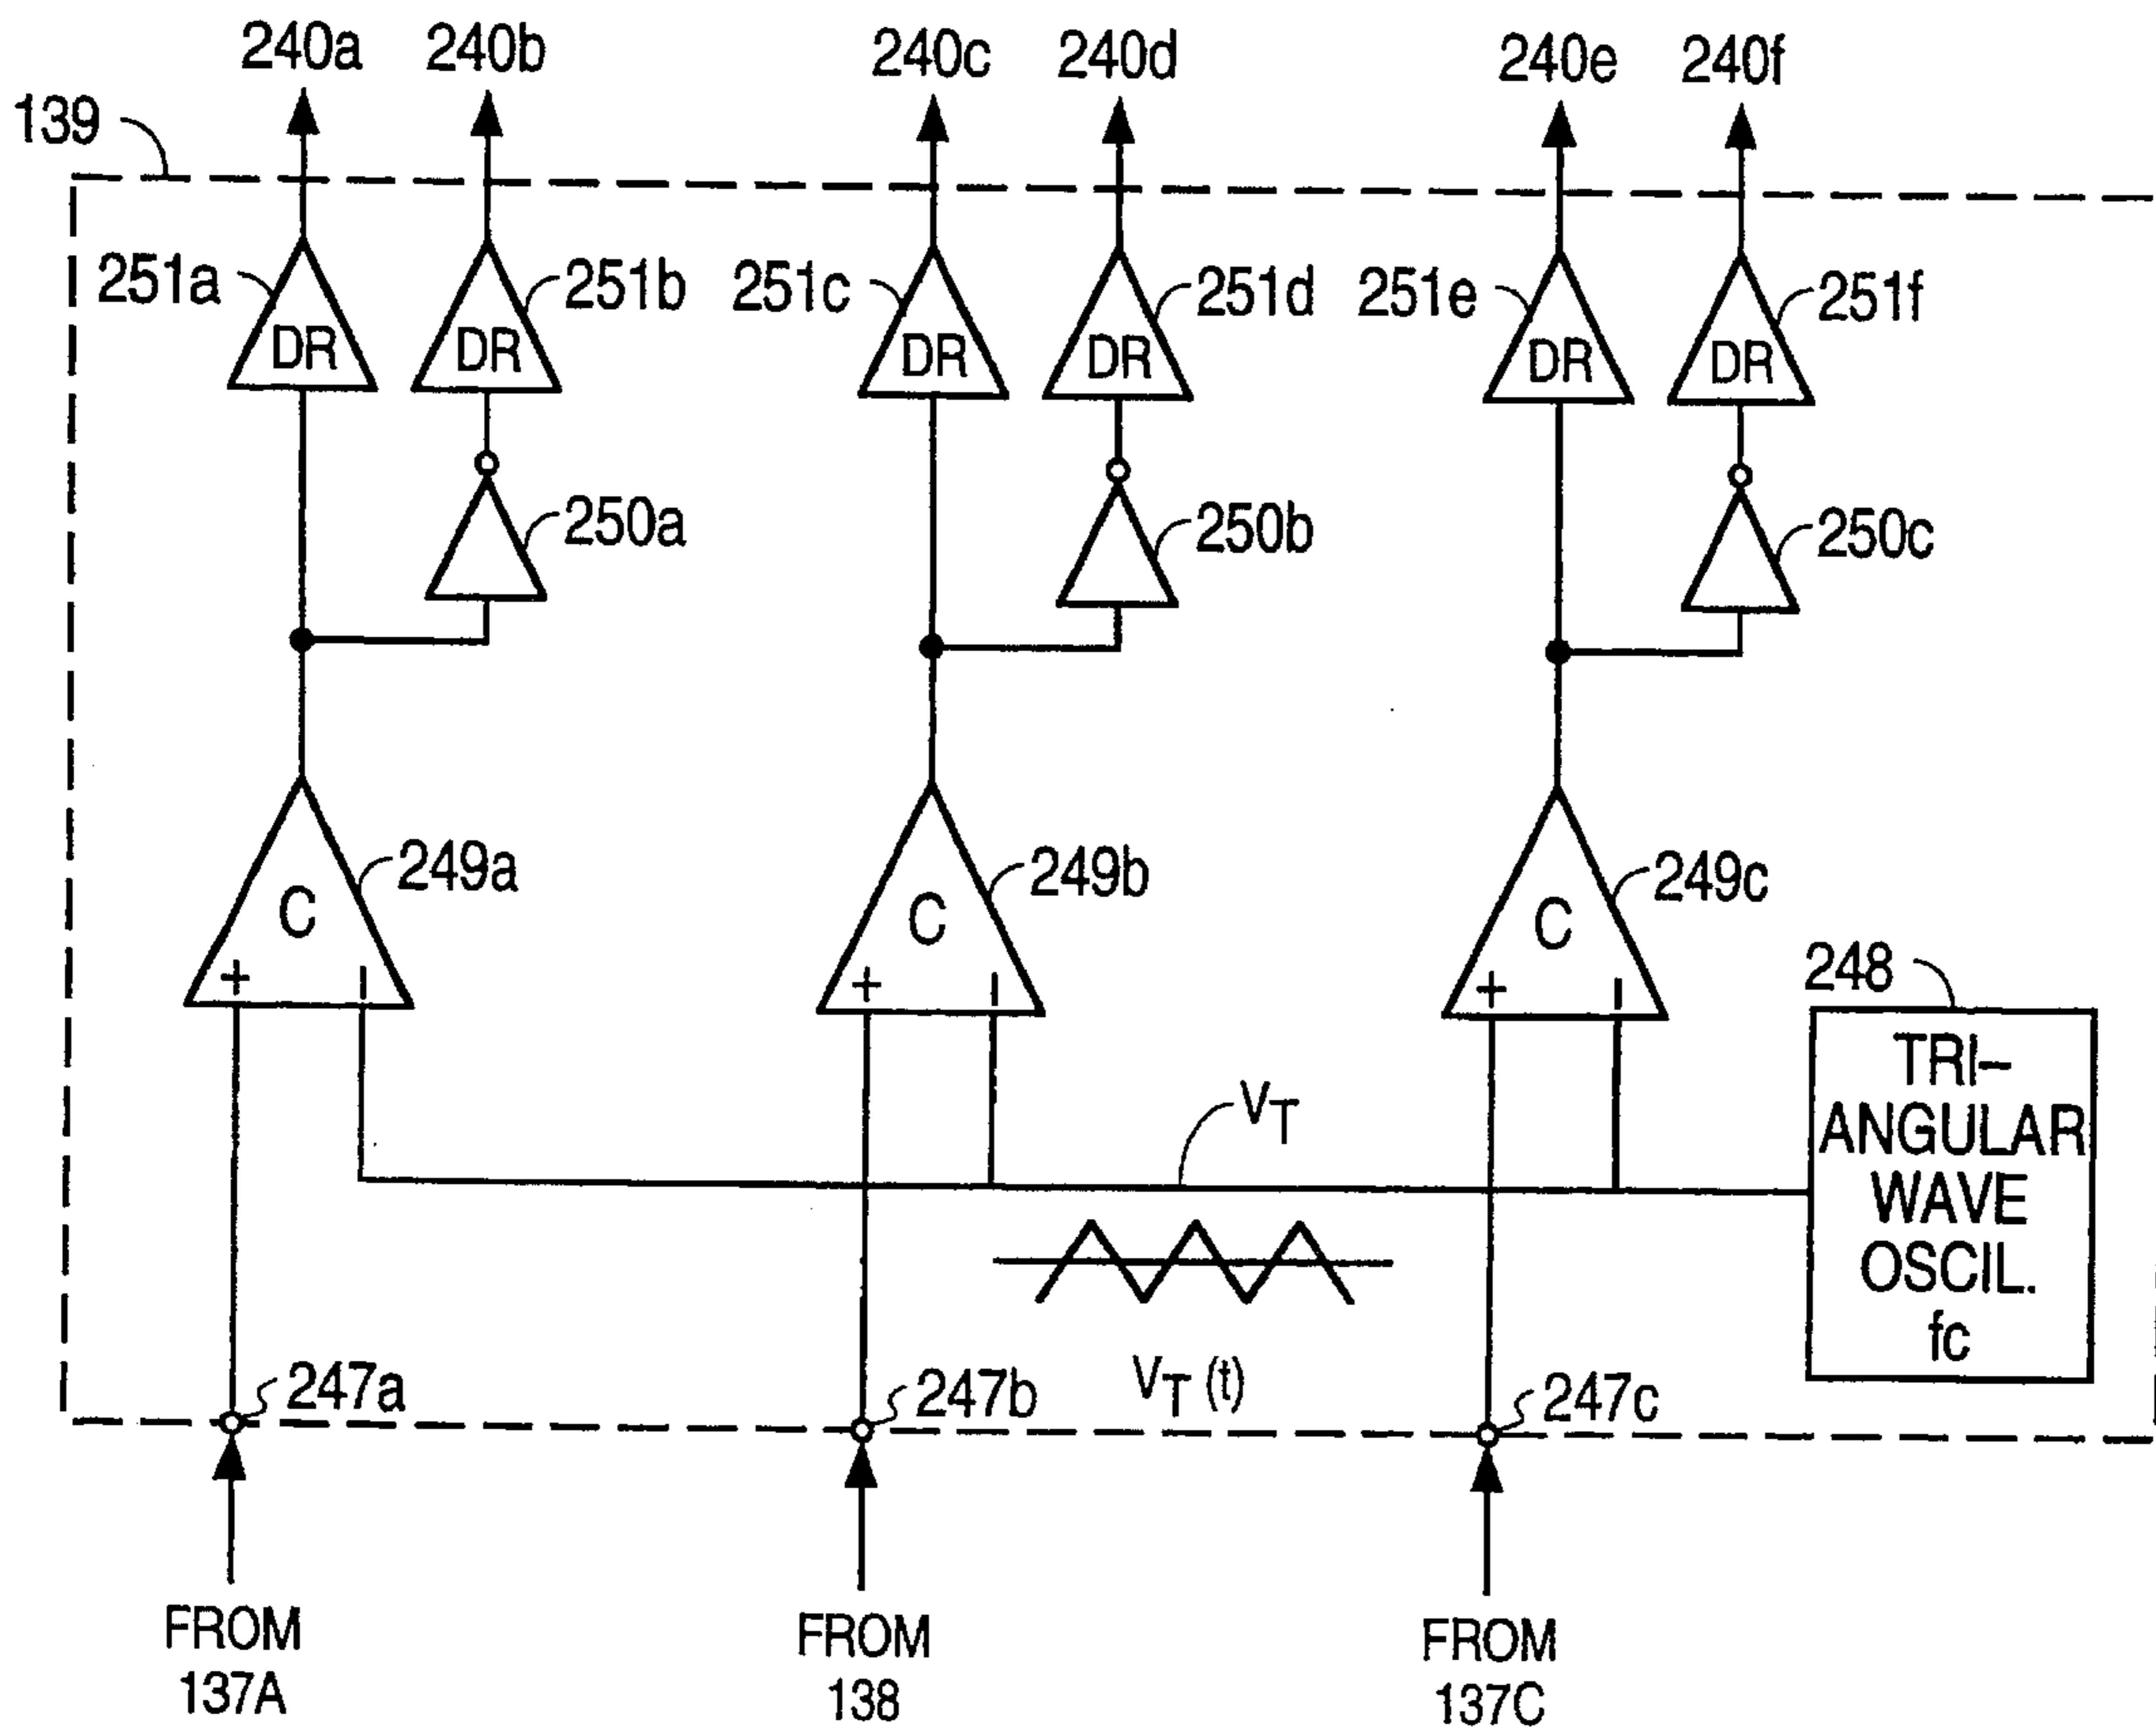 240a 240b 240c 240d 240e 240f
139
251a 251b 251c 251d 251e 251f
DR DR DR DR DR DR
250a 250b 250c
249a 249b 249c
C C C
+ − + − + −
248
TRI–
ANGULAR
WAVE
OSCIL.
fc
VT
VT (t)
247a 247b 247c
FROM
137A
FROM
138
FROM
137C